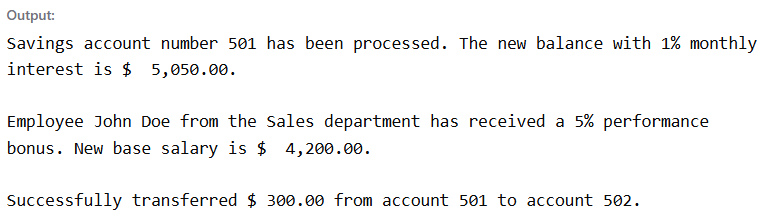 Output:
Savings account number 501 has been processed. The new balance with 1% monthly
interest is $  5,050.00.
Employee John Doe from the Sales department has received a 5% performance
bonus. New base salary is $  4,200.00.
Successfully transferred $ 300.00 from account 501 to account 502.